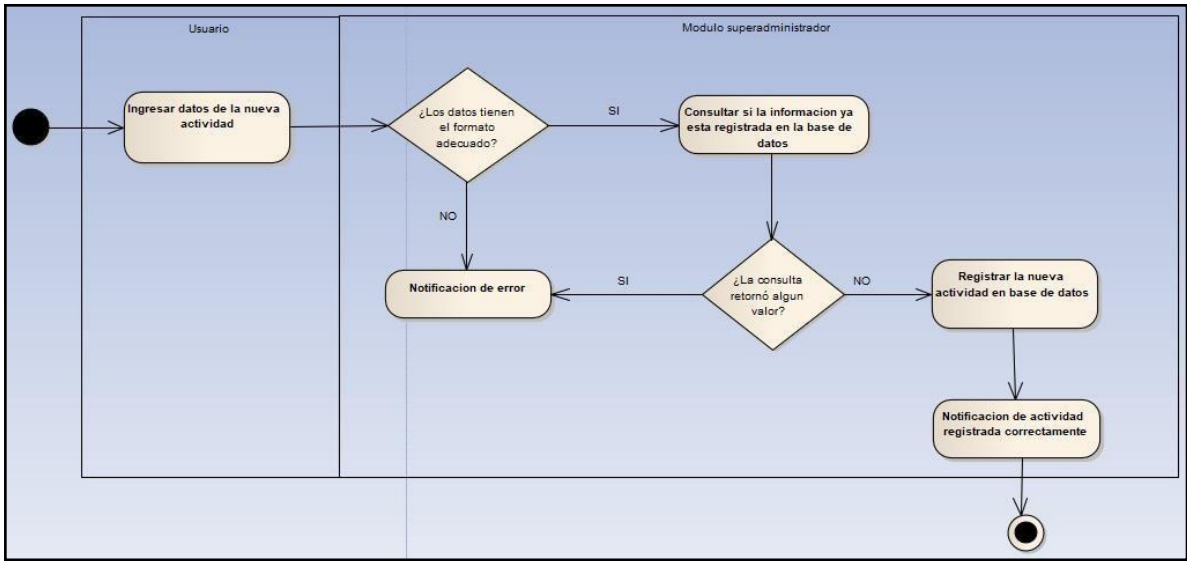 Usuario
Modulo superadministrador
Ingresar datos de la nueva
actividad
¿Los datos tienen
el formato
adecuado?
SI
Consultar si la informacion ya
esta registrada en la base de
datos
NO
Notificacion de error
SI
¿La consulta
retornó algun
valor?
NO
Registrar la nueva
actividad en base de datos
Notificacion de actividad
registrada correctamente